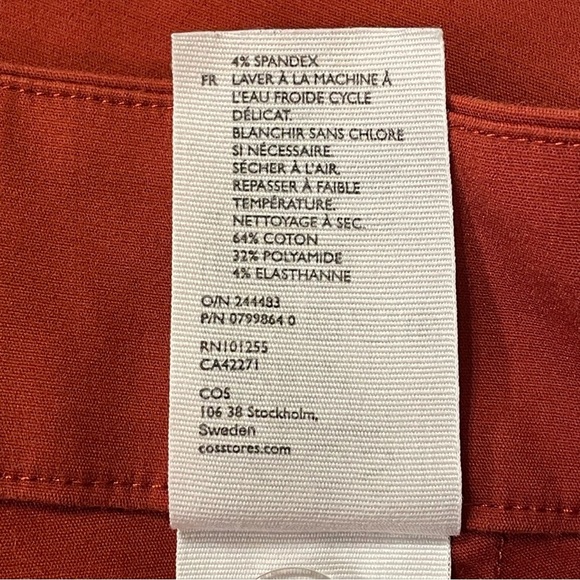 4% SPANDEX
FR LAVER À LA MACHINE À
L'EAU FROIDE CYCLE
DÉLICAT.
BLANCHIR SANS CHLORE
SI NÉCESSAIRE.
SÉCHER À L'AIR.
REPASSER À FAIBLE
TEMPÉRATURE.
NETTOYAGE À SEC.
64% COTON
32% POLYAMIDE
4% ELASTHANNE
O/N 244483
P/N 0799864 0
RN101255
CA42271
COS
106 38 Stockholm,
Sweden
cosstores.com